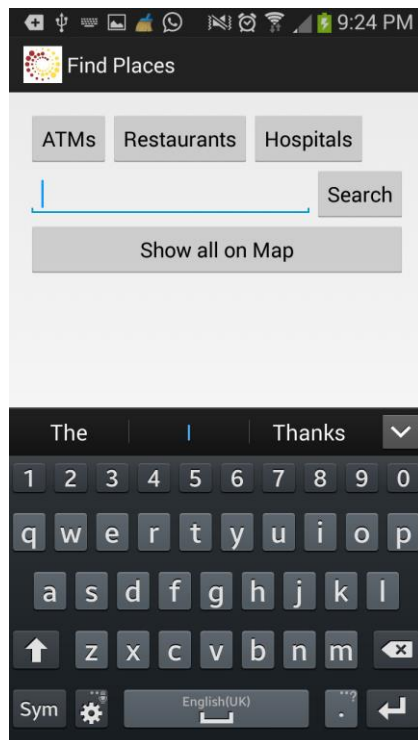 9:24 PM
Find Places
ATMs Restaurants Hospitals
Search
Show all on Map
The I Thanks
1 2 3 4 5 6 7 8 9 0
q w e r t y u i o p
a s d f g h j k l
z x c v b n m
Sym English(UK) .